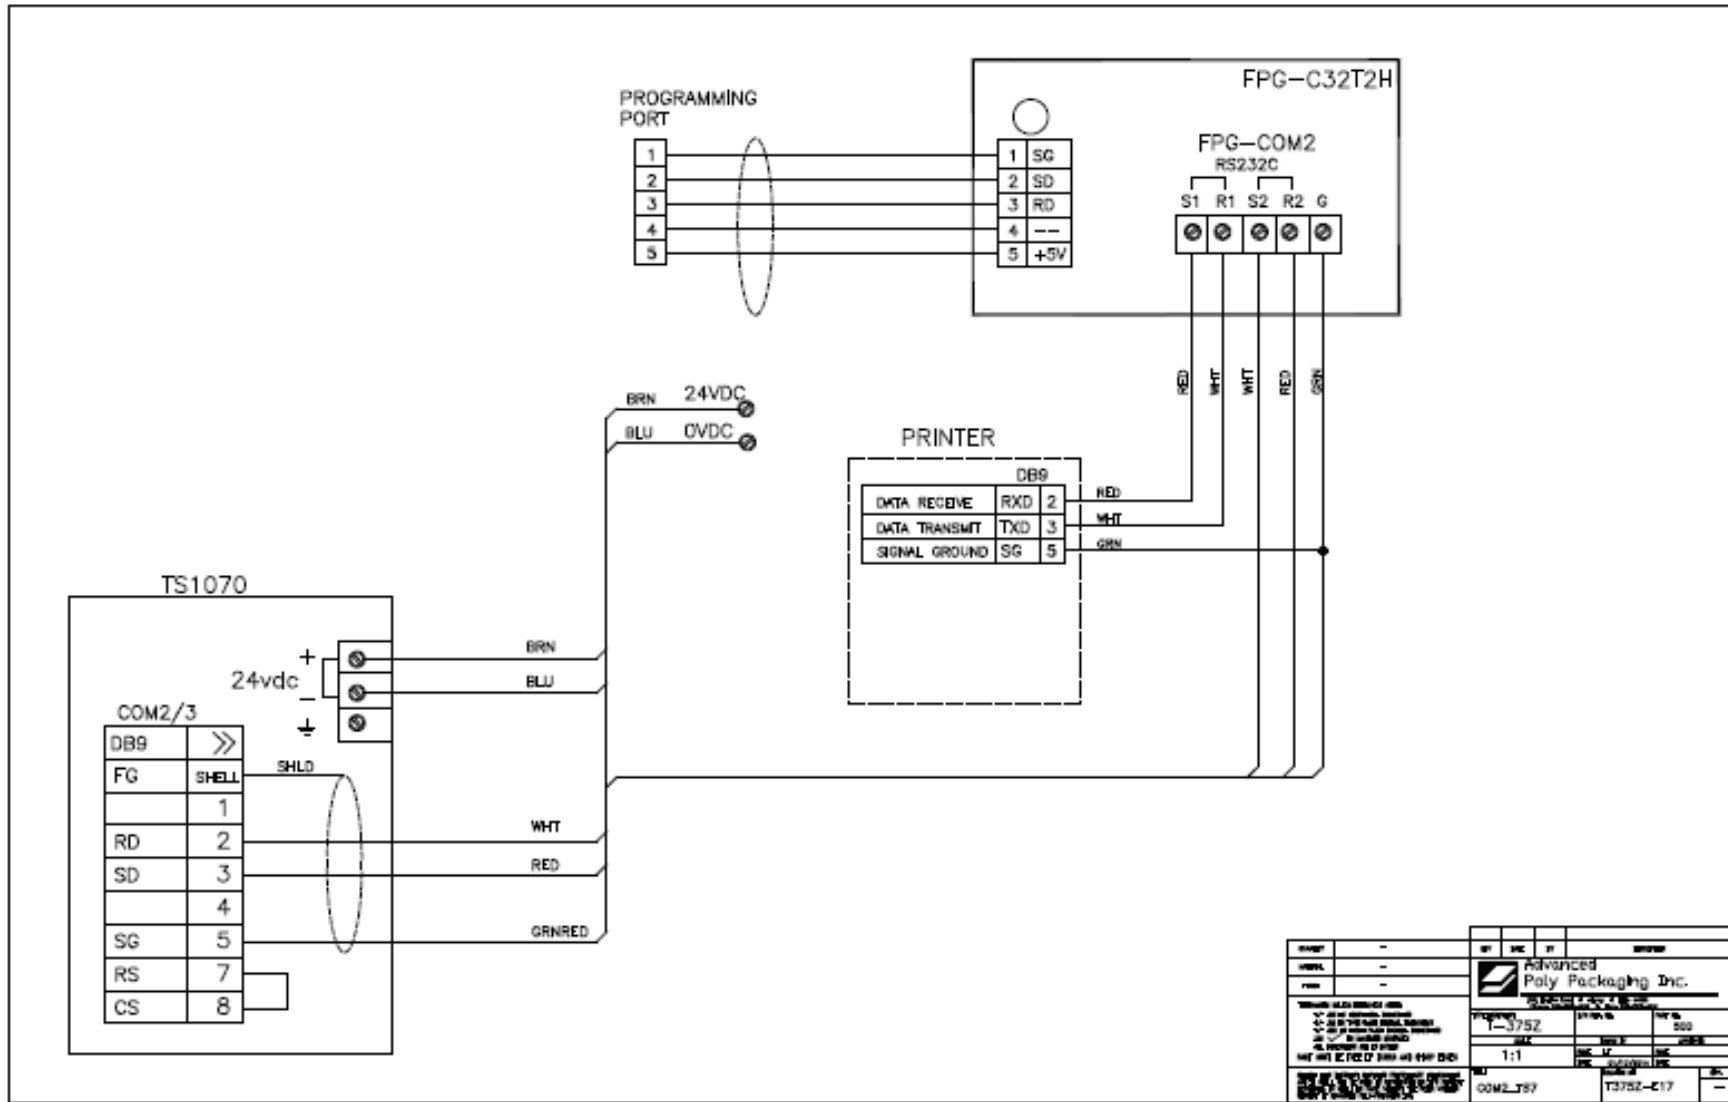 FPG-C32T2H
PROGRAMMING
PORT
1
2
3
4
5
1 SG
2 SD
3 RD
4 --
5 +5V
FPG-COM2
RS232C
S1 R1 S2 R2 G
RED WHT WHT RED GRN
BRN 24VDC
BLU 0VDC
PRINTER
DB9
DATA RECEIVE RXD 2 RED
DATA TRANSMIT TXD 3 WHT
SIGNAL GROUND SG 5 GRN
TS1070
+
24vdc
-
BRN
BLU
COM2/3
DB9
FG SHELL SHLD
1
RD 2 WHT
SD 3 RED
4
SG 5 GRNRED
RS 7
CS 8
Advanced
Poly Packaging Inc.
T-375Z 500
1:1
COM2_TS7 T375Z-E17